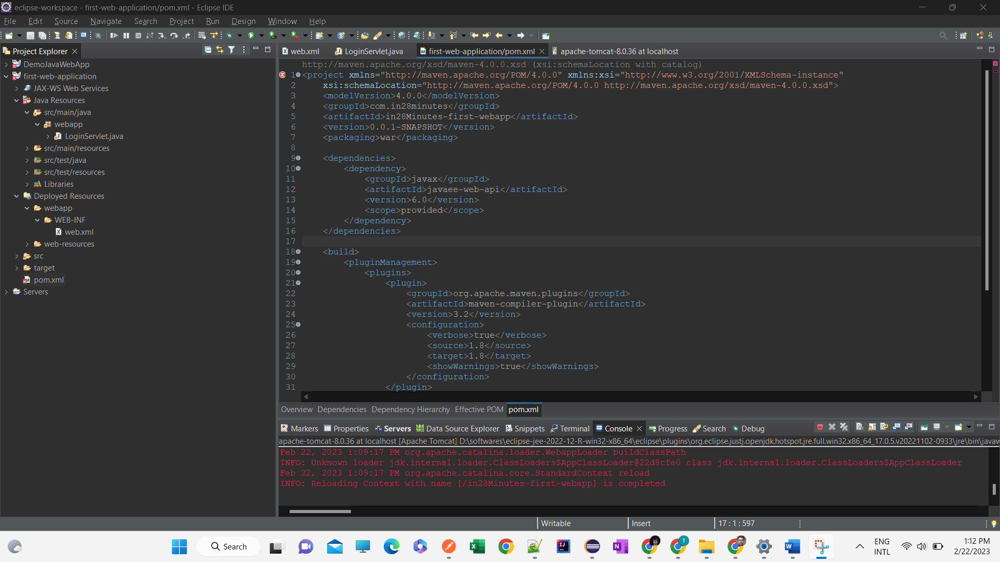 eclipse-workspace - first-web-application/pom.xml - Eclipse IDE
File Edit Source Navigate Search Project Run Design Window Help
Project Explorer
DemoJavaWebApp
first-web-application
JAX-WS Web Services
Java Resources
src/main/java
webapp
LoginServlet.java
src/main/resources
src/test/java
src/test/resources
Libraries
Deployed Resources
webapp
WEB-INF
web.xml
web-resources
src
target
pom.xml
Servers
web.xml LoginServlet.java first-web-application/pom.xml apache-tomcat-8.0.36 at localhost
http://maven.apache.org/xsd/maven-4.0.0.xsd (xsi:schemaLocation with catalog)
1 <project xmlns="http://maven.apache.org/POM/4.0.0" xmlns:xsi="http://www.w3.org/2001/XMLSchema-instance"
2 xsi:schemaLocation="http://maven.apache.org/POM/4.0.0 http://maven.apache.org/xsd/maven-4.0.0.xsd">
3 <modelVersion>4.0.0</modelVersion>
4 <groupId>com.in28minutes</groupId>
5 <artifactId>in28Minutes-first-webapp</artifactId>
6 <version>0.0.1-SNAPSHOT</version>
7 <packaging>war</packaging>
8
9 <dependencies>
10 <dependency>
11 <groupId>javax</groupId>
12 <artifactId>javaee-web-api</artifactId>
13 <version>6.0</version>
14 <scope>provided</scope>
15 </dependency>
16 </dependencies>
17
18 <build>
19 <pluginManagement>
20 <plugins>
21 <plugin>
22 <groupId>org.apache.maven.plugins</groupId>
23 <artifactId>maven-compiler-plugin</artifactId>
24 <version>3.2</version>
25 <configuration>
26 <verbose>true</verbose>
27 <source>1.8</source>
28 <target>1.8</target>
29 <showWarnings>true</showWarnings>
30 </configuration>
31 </plugin>
Overview Dependencies Dependency Hierarchy Effective POM pom.xml
Markers Properties Servers Data Source Explorer Snippets Terminal Console Progress Search Debug
apache-tomcat-8.0.36 at localhost [Apache Tomcat] D:\softwares\eclipse-jee-2022-12-R-win32-x86_64\eclipse\plugins\org.eclipse.justj.openjdk.hotspot.jre.full.win32.x86_64_17.0.5.v20221102-0933\jre\bin\javaw
Feb 22, 2023 1:09:17 PM org.apache.catalina.loader.WebappLoader buildClassPath
INFO: Unknown loader jdk.internal.loader.ClassLoaders$AppClassLoader@22d8cfe0 class jdk.internal.loader.ClassLoaders$AppClassLoader
Feb 22, 2023 1:09:17 PM org.apache.catalina.core.StandardContext reload
INFO: Reloading Context with name [/in28Minutes-first-webapp] is completed
Writable Insert 17 : 1 : 597
Search
ENG
INTL
1:12 PM
2/22/2023